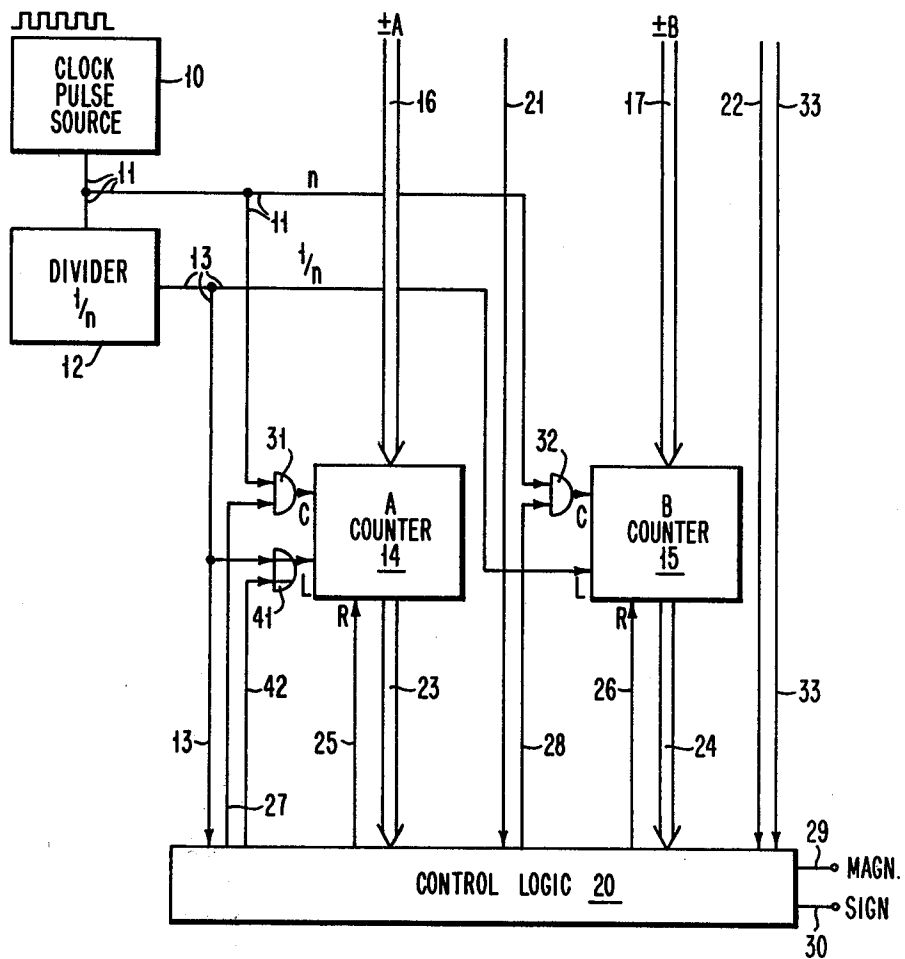 ±A
±B
CLOCK
PULSE
SOURCE
10
16
21
17
22
33
11
n
11
DIVIDER
1/n
13
1/n
12
31
32
C
A
COUNTER
14
C
B
COUNTER
15
L
41
R
L
R
42
23
26
24
33
13
25
28
27
29
MAGN.
CONTROL LOGIC 20
SIGN
30